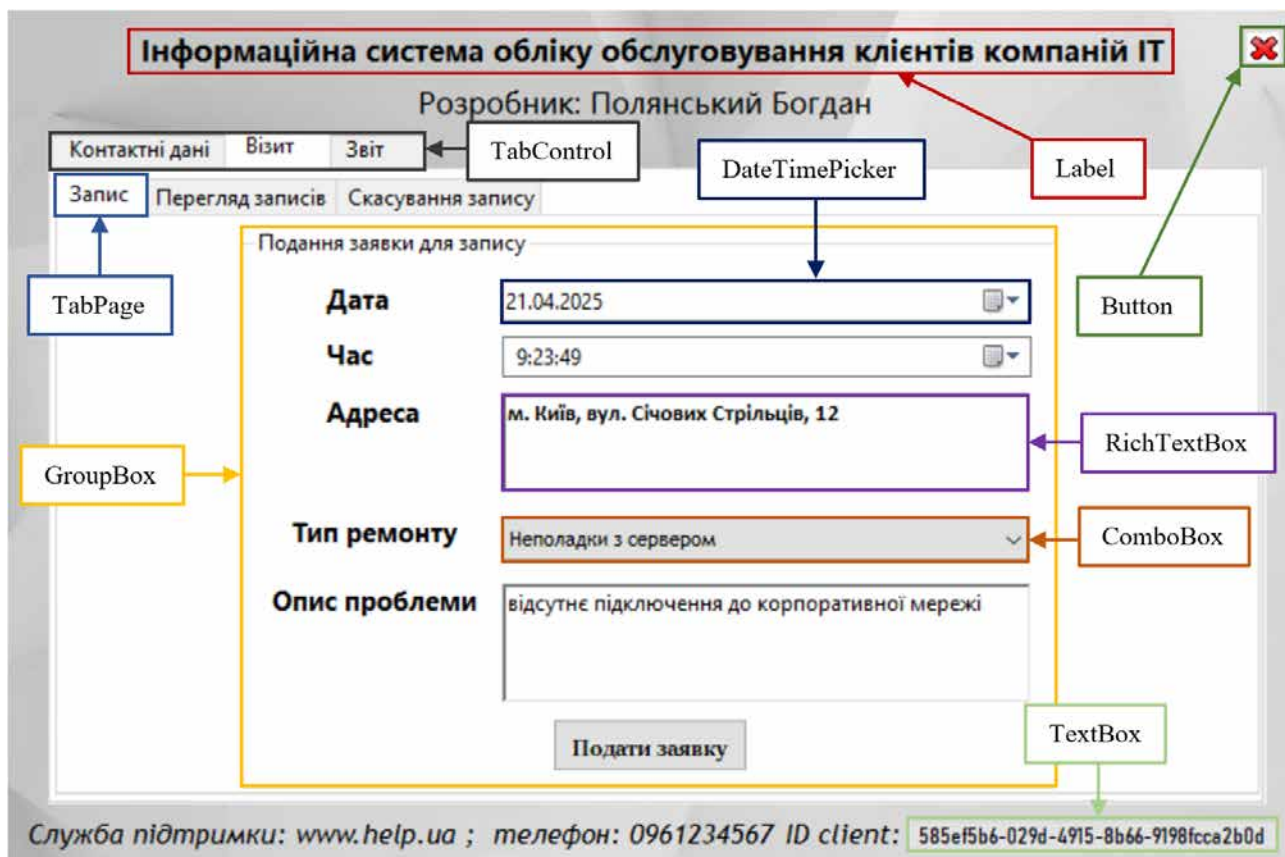 Інформаційна система обліку обслуговування клієнтів компаній ІТ
Розробник: Полянський Богдан
Контактні дані Візит Звіт
TabControl
DateTimePicker
Label
Запис Перегляд записів Скасування запису
Подання заявки для запису
TabPage
Button
Дата 21.04.2025
Час 9:23:49
Адреса м. Київ, вул. Січових Стрільців, 12
RichTextBox
GroupBox
Тип ремонту Неполадки з сервером
ComboBox
Опис проблеми відсутнє підключення до корпоративної мережі
TextBox
Подати заявку
Служба підтримки: www.help.ua ; телефон: 0961234567 ID client: 585ef5b6-029d-4915-8b66-9198fcca2b0d